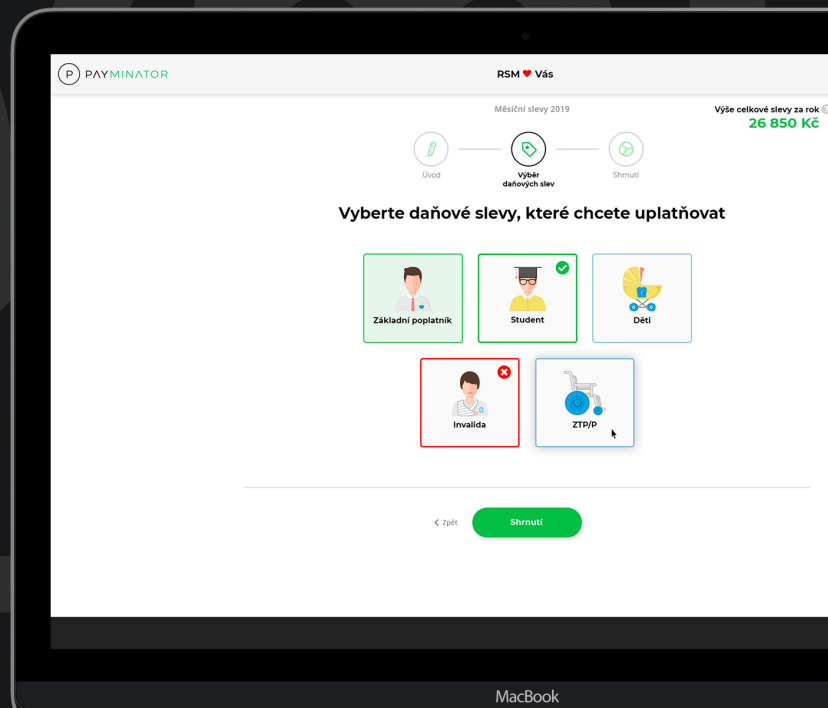 P PAYMINATOR
RSM ❤ Vás
Měsíční slevy 2019
Výše celkové slevy za rok
26 850 Kč
Úvod
Výběr
daňových slev
Shrnutí
Vyberte daňové slevy, které chcete uplatňovat
Základní poplatník
Student
Děti
Invalida
ZTP/P
Zpět
Shrnutí
MacBook